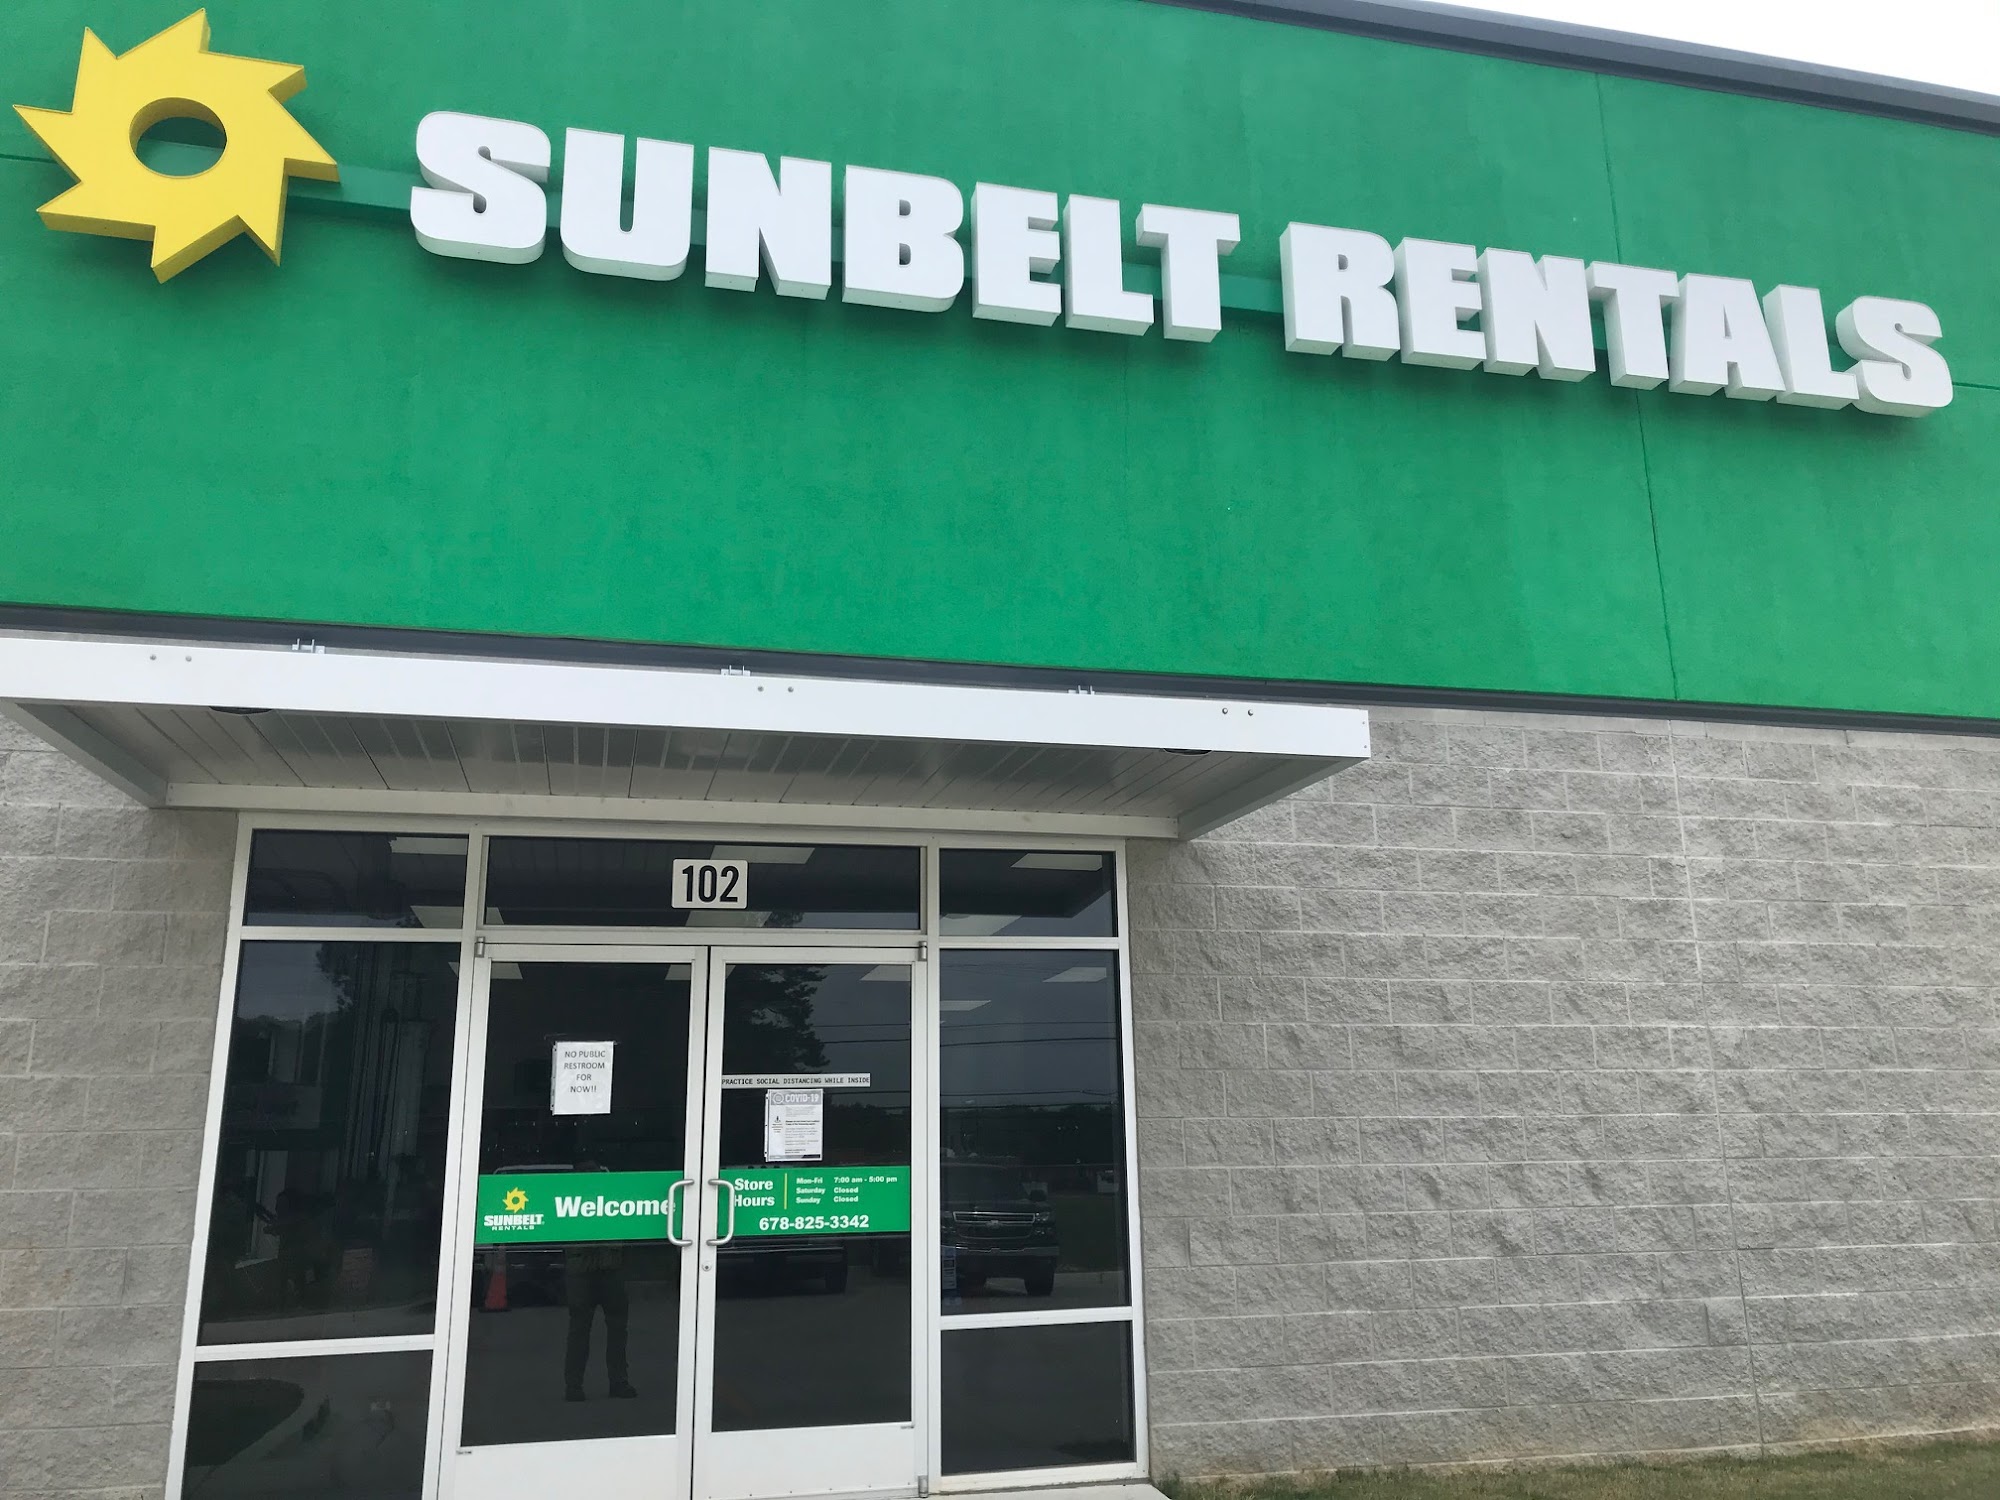 SUNBELT RENTALS
102
NO PUBLIC
RESTROOM
FOR
NOW!!
PRACTICE SOCIAL DISTANCING WHILE INSIDE
COVID-19
SUNBELT
RENTALS
Welcome
Store
Hours
Mon-Fri 7:00 am - 5:00 pm
Saturday Closed
Sunday Closed
678-825-3342